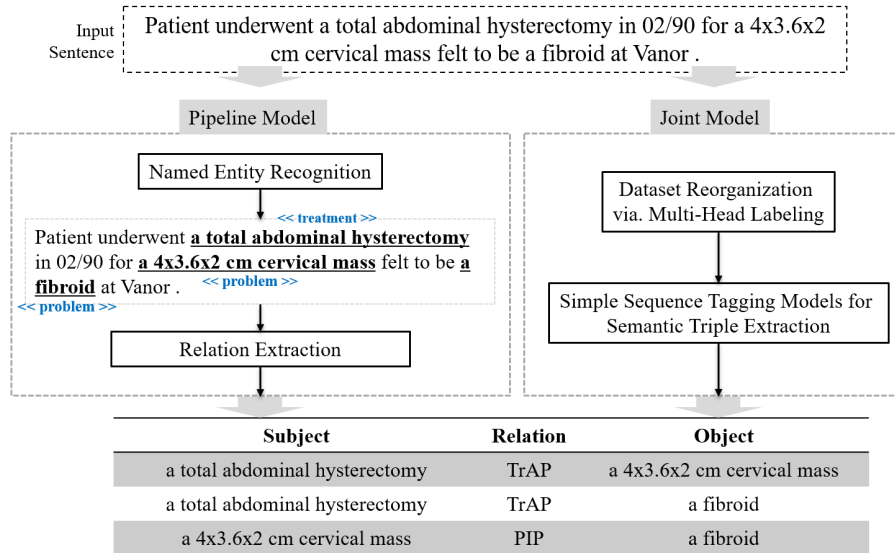 Input
Sentence
Patient underwent a total abdominal hysterectomy in 02/90 for a 4x3.6x2
cm cervical mass felt to be a fibroid at Vanor .
Pipeline Model
Named Entity Recognition
<< treatment >>
Patient underwent a total abdominal hysterectomy
in 02/90 for a 4x3.6x2 cm cervical mass felt to be a
fibroid at Vanor .
<< problem >>
<< problem >>
Relation Extraction
Joint Model
Dataset Reorganization
via. Multi-Head Labeling
Simple Sequence Tagging Models for
Semantic Triple Extraction
Subject Relation Object
a total abdominal hysterectomy TrAP a 4x3.6x2 cm cervical mass
a total abdominal hysterectomy TrAP a fibroid
a 4x3.6x2 cm cervical mass PIP a fibroid